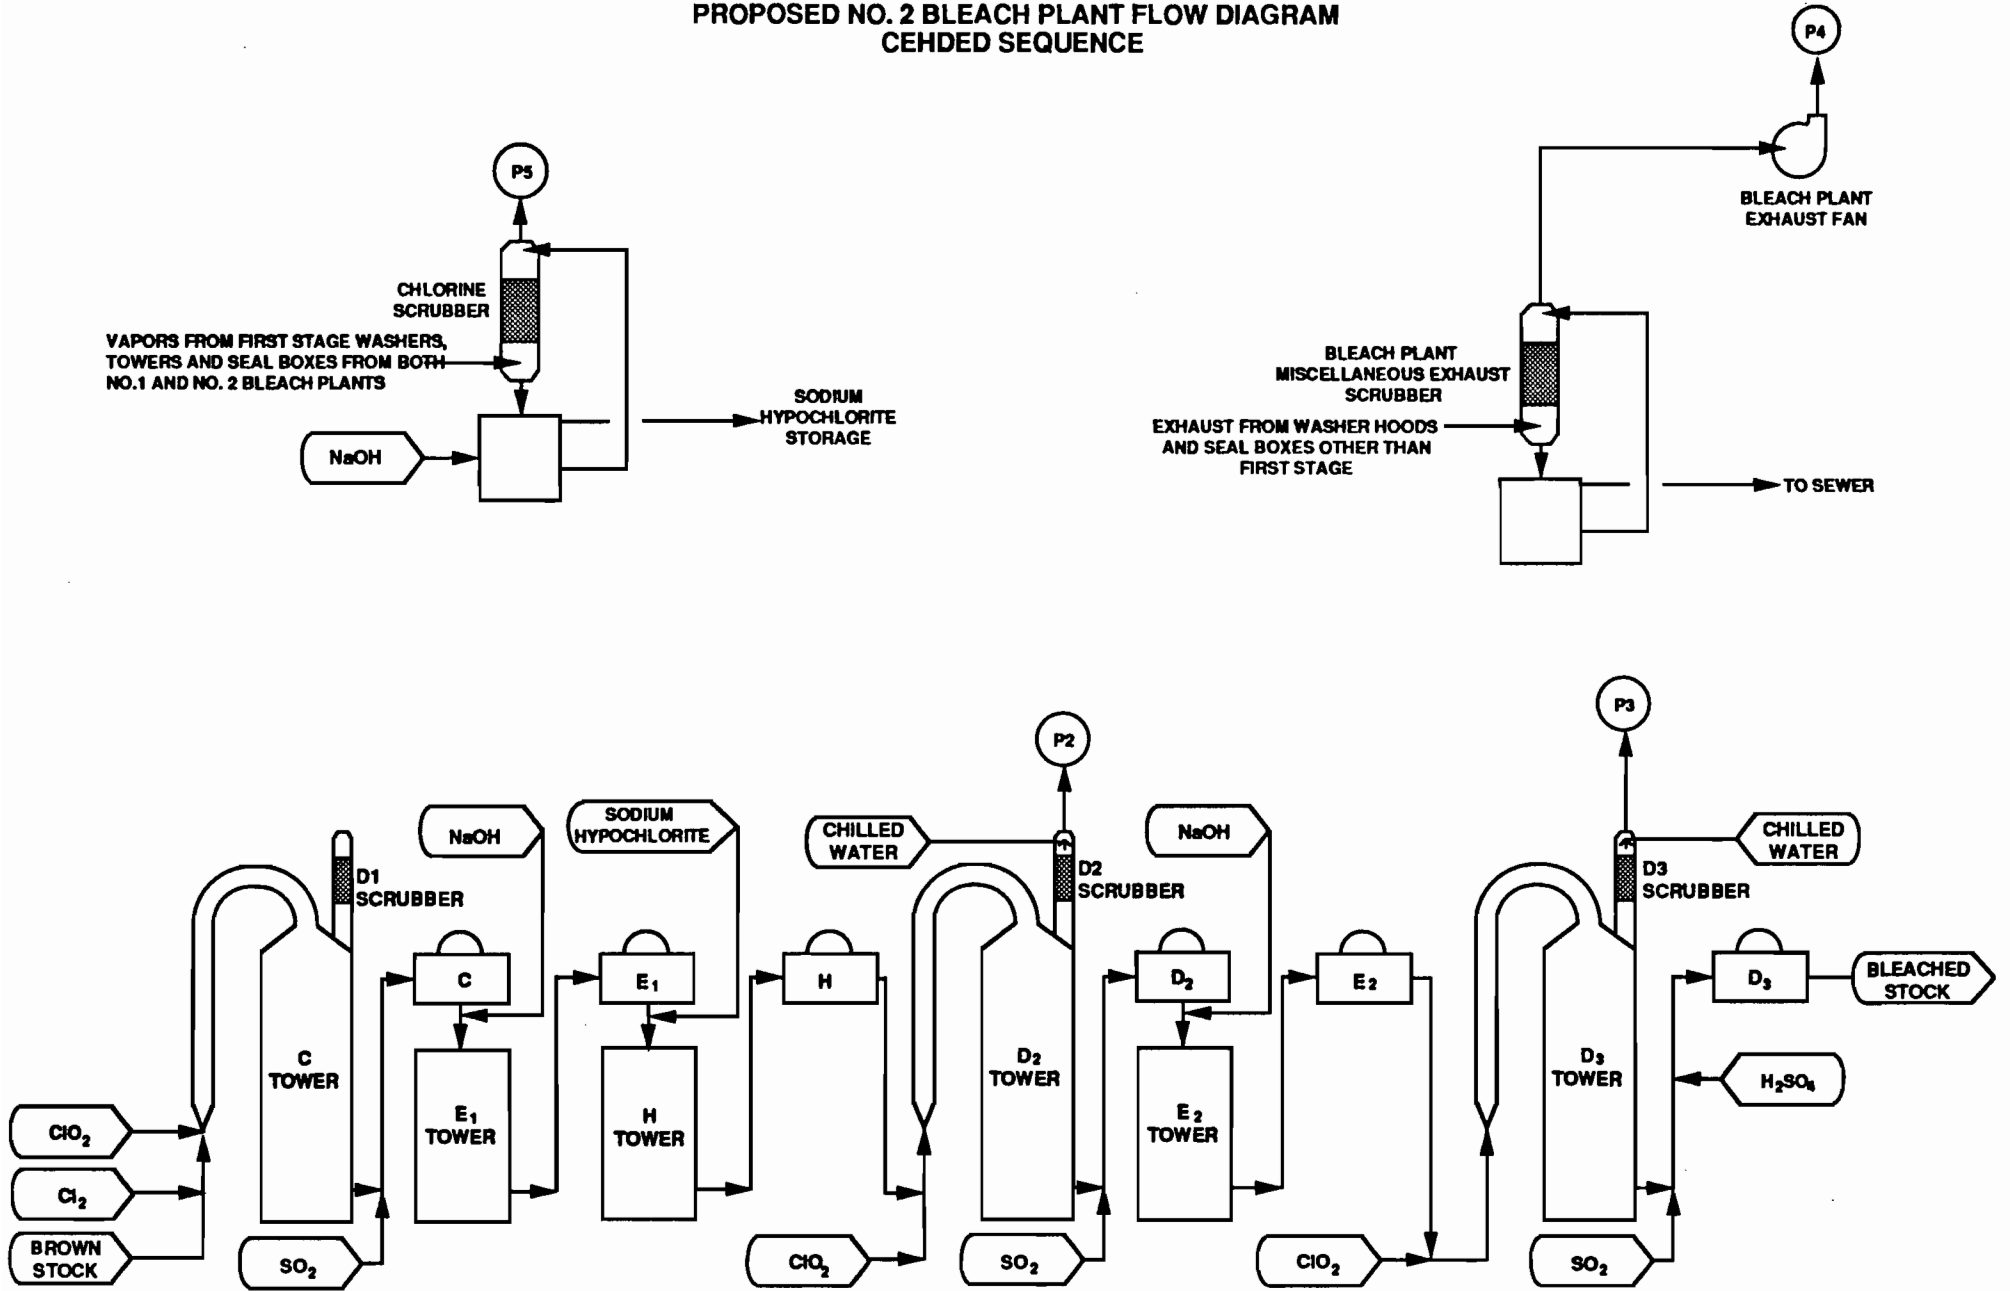 PROPOSED NO. 2 BLEACH PLANT FLOW DIAGRAM
CEHDED SEQUENCE
P4
BLEACH PLANT
EXHAUST FAN
P5
CHLORINE
SCRUBBER
VAPORS FROM FIRST STAGE WASHERS,
TOWERS AND SEAL BOXES FROM BOTH
NO.1 AND NO. 2 BLEACH PLANTS
NaOH
SODIUM
HYPOCHLORITE
STORAGE
BLEACH PLANT
MISCELLANEOUS EXHAUST
SCRUBBER
EXHAUST FROM WASHER HOODS
AND SEAL BOXES OTHER THAN
FIRST STAGE
TO SEWER
P2
P3
NaOH
SODIUM
HYPOCHLORITE
CHILLED
WATER
NaOH
CHILLED
WATER
D1
SCRUBBER
D2
SCRUBBER
D3
SCRUBBER
C
E1
H
D2
E2
D3
BLEACHED
STOCK
C
TOWER
E1
TOWER
H
TOWER
D2
TOWER
E2
TOWER
D3
TOWER
H2SO4
ClO2
Cl2
BROWN
STOCK
SO2
ClO2
SO2
ClO2
SO2